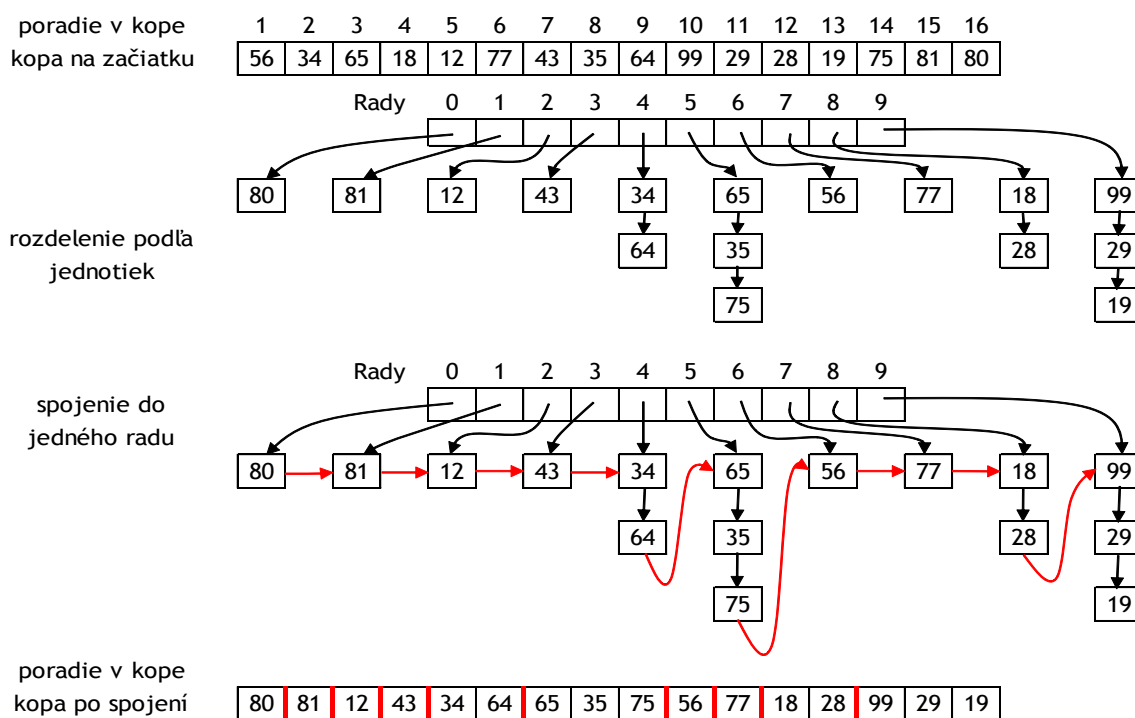 poradie v kope 1 2 3 4 5 6 7 8 9 10 11 12 13 14 15 16
kopa na začiatku 56 34 65 18 12 77 43 35 64 99 29 28 19 75 81 80
Rady 0 1 2 3 4 5 6 7 8 9
80 81 12 43 34 65 56 77 18 99
rozdelenie podľa
jednotiek
64 35 28 29
75 19
Rady 0 1 2 3 4 5 6 7 8 9
spojenie do
jedného radu
80 81 12 43 34 65 56 77 18 99
64 35 28 29
75 19
poradie v kope
kopa po spojení 80 81 12 43 34 64 65 35 75 56 77 18 28 99 29 19